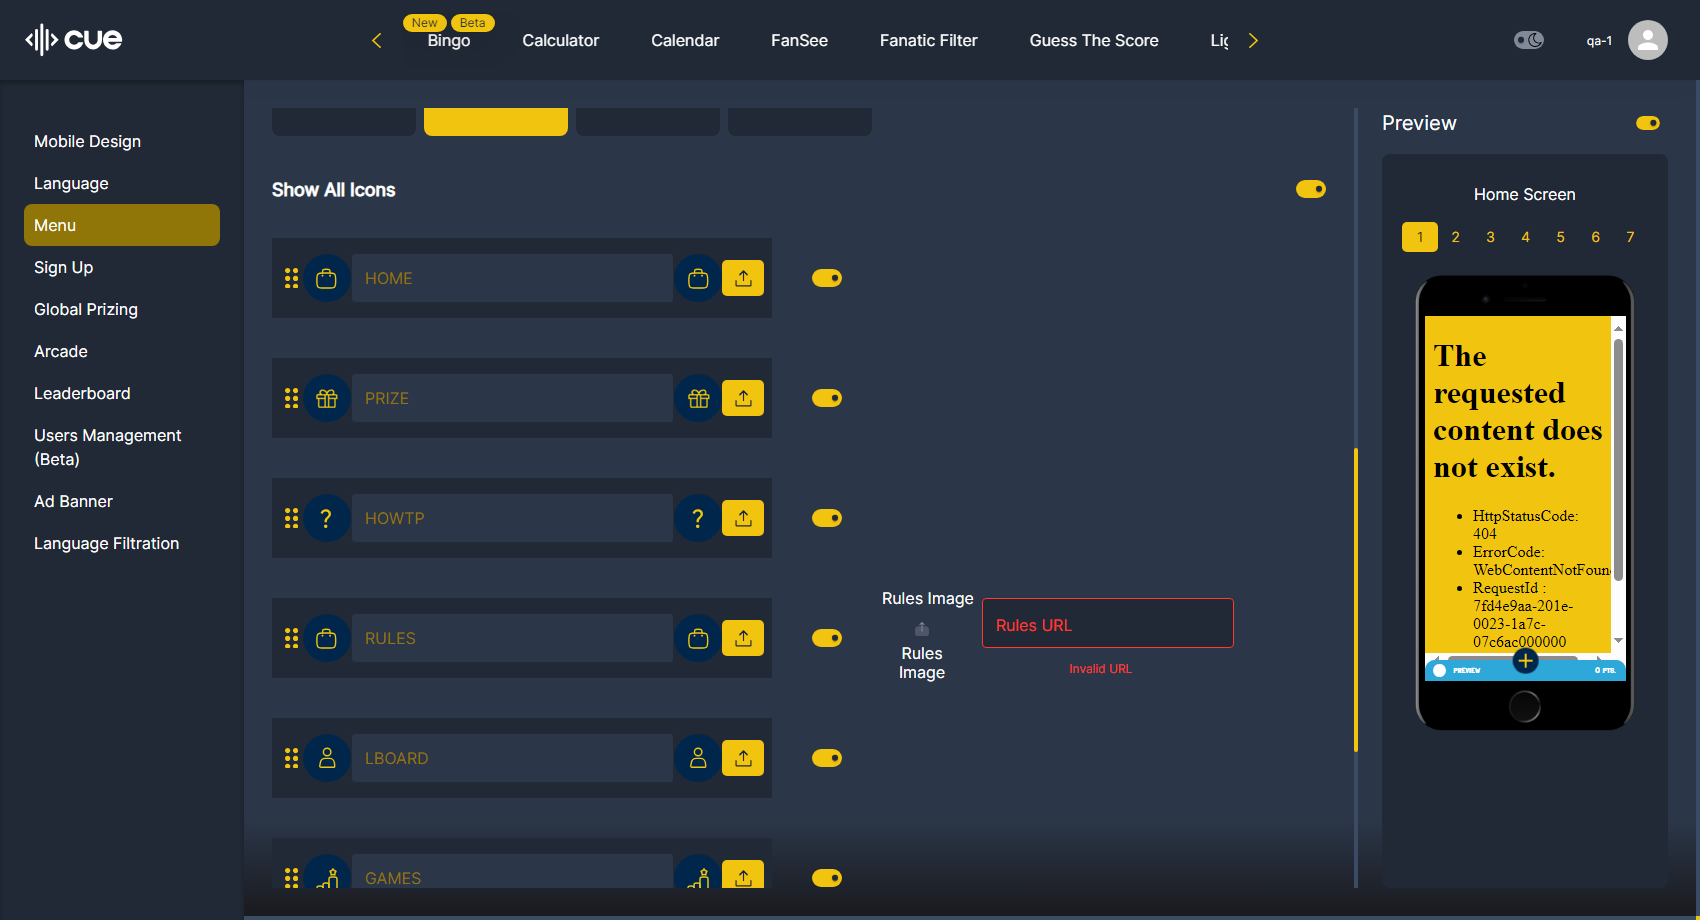 cue
New
Beta
Bingo
Calculator
Calendar
FanSee
Fanatic Filter
Guess The Score
qa-1
Mobile Design
Language
Menu
Sign Up
Global Prizing
Arcade
Leaderboard
Users Management
(Beta)
Ad Banner
Language Filtration
Show All Icons
HOME
PRIZE
?
HOWTP
?
RULES
Rules Image
Rules
Image
Rules URL
Invalid URL
LBOARD
GAMES
Preview
Home Screen
1 2 3 4 5 6 7
The
requested
content does
not exist.
HttpStatusCode:
404
ErrorCode:
WebContentNotFoun
RequestId :
7fd4e9aa-201e-
0023-1a7c-
07c6ac000000
PREVIEW
0 PTS.